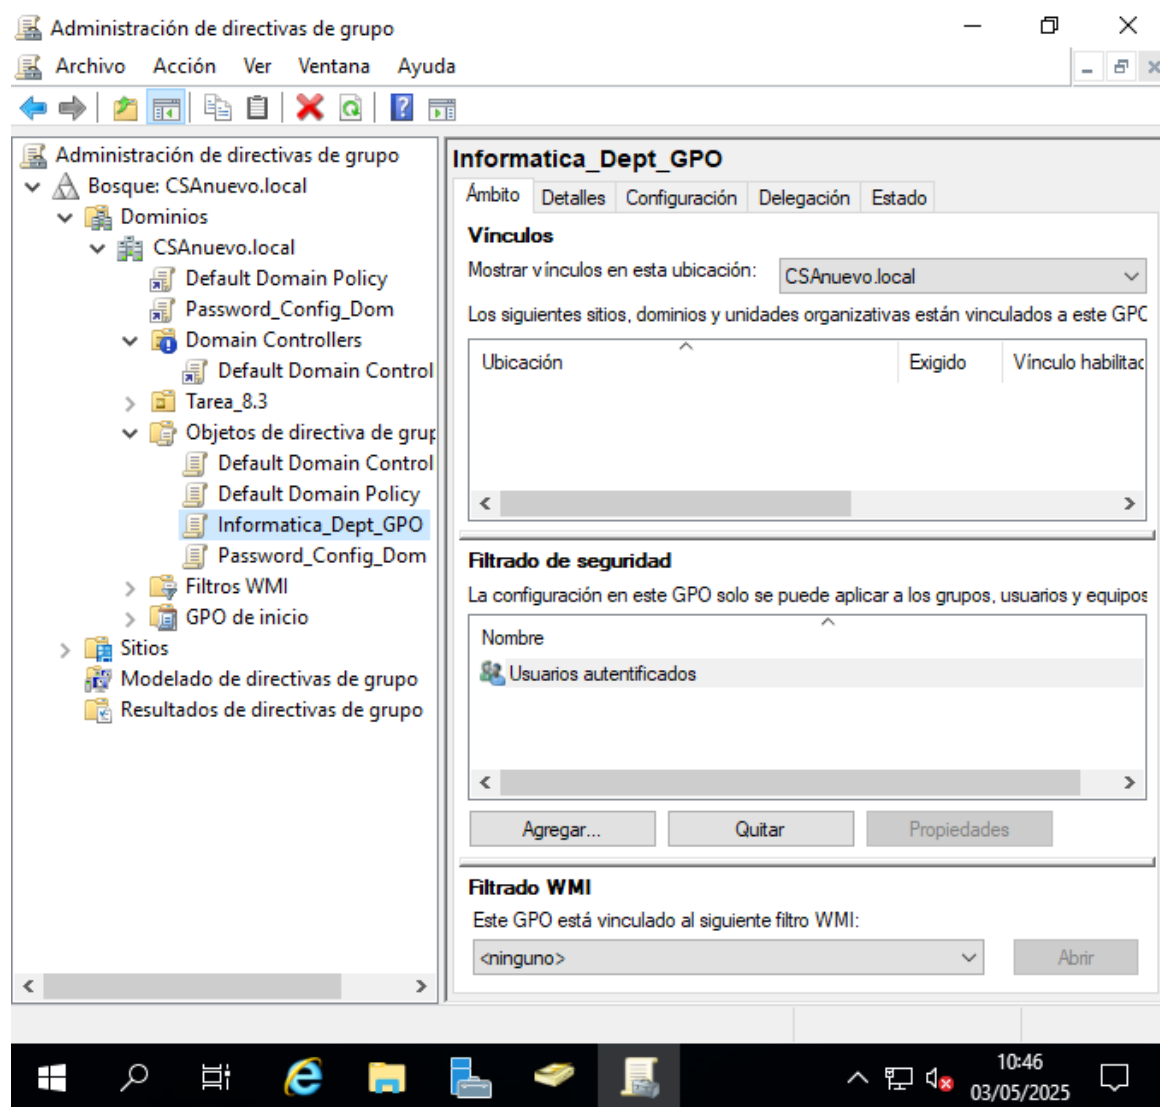 Administración de directivas de grupo
Archivo Acción Ver Ventana Ayuda
Administración de directivas de grupo
Bosque: CSAnuevo.local
Dominios
CSAnuevo.local
Default Domain Policy
Password_Config_Dom
Domain Controllers
Default Domain Control
Tarea_8.3
Objetos de directiva de grup
Default Domain Control
Default Domain Policy
Informatica_Dept_GPO
Password_Config_Dom
Filtros WMI
GPO de inicio
Sitios
Modelado de directivas de grupo
Resultados de directivas de grupo
Informatica_Dept_GPO
Ámbito Detalles Configuración Delegación Estado
Vínculos
Mostrar vínculos en esta ubicación: CSAnuevo.local
Los siguientes sitios, dominios y unidades organizativas están vinculados a este GPO
Ubicación Exigido Vínculo habilitac
Filtrado de seguridad
La configuración en este GPO solo se puede aplicar a los grupos, usuarios y equipos
Nombre
Usuarios autentificados
Agregar... Quitar Propiedades
Filtrado WMI
Este GPO está vinculado al siguiente filtro WMI:
<ninguno> Abrir
10:46
03/05/2025